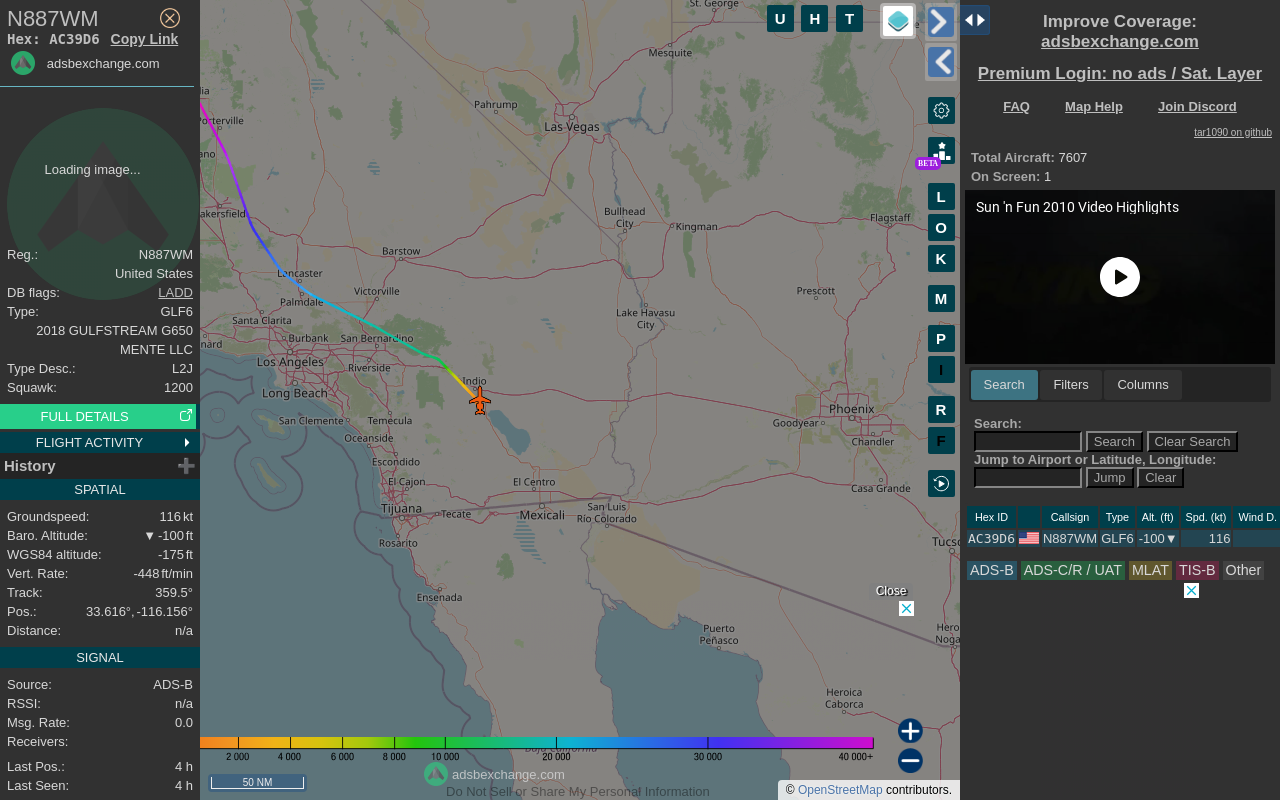 N887WM
Hex: AC39D6 Copy Link
adsbexchange.com
Loading image...
Reg.: N887WM
United States
DB flags: LADD
Type: GLF6
2018 GULFSTREAM G650
MENTE LLC
Type Desc.: L2J
Squawk: 1200
FULL DETAILS
FLIGHT ACTIVITY
History
SPATIAL
Groundspeed: 116 kt
Baro. Altitude: ▼ -100 ft
WGS84 altitude: -175 ft
Vert. Rate: -448 ft/min
Track: 359.5°
Pos.: 33.616°, -116.156°
Distance: n/a
SIGNAL
Source: ADS-B
RSSI: n/a
Msg. Rate: 0.0
Receivers:
Last Pos.: 4 h
Last Seen: 4 h
St. George
Mesquite
Pahrump
Las Vegas
Porterville
Bullhead
City
Kingman
Flagstaff
Barstow
Lancaster
Palmdale
Victorville
Prescott
Santa Clarita
Lake Havasu
City
Burbank
San Bernardino
Los Angeles
Riverside
Long Beach
Indio
San Clemente
Temecula
Oceanside
Escondido
El Cajon
El Centro
Tijuana
Tecate
Mexicali
San Luis
Río Colorado
Rosarito
Phoenix
Goodyear
Chandler
Casa Grande
Ensenada
Puerto
Peñasco
Heroica
Caborca
U H T
BETA
L
O
K
M
P
I
R
F
Close
2 000 4 000 6 000 8 000 10 000 20 000 30 000 40 000+
50 NM
adsbexchange.com
Do Not Sell or Share My Personal Information
© OpenStreetMap contributors.
Improve Coverage:
adsbexchange.com
Premium Login: no ads / Sat. Layer
FAQ Map Help Join Discord
tar1090 on github
Total Aircraft: 7607
On Screen: 1
Sun 'n Fun 2010 Video Highlights
Search Filters Columns
Search:
Search Clear Search
Jump to Airport or Latitude, Longitude:
Jump Clear
Hex ID Callsign Type Alt. (ft) Spd. (kt) Wind D.
AC39D6 N887WM GLF6 -100▼ 116
ADS-B ADS-C/R / UAT MLAT TIS-B Other